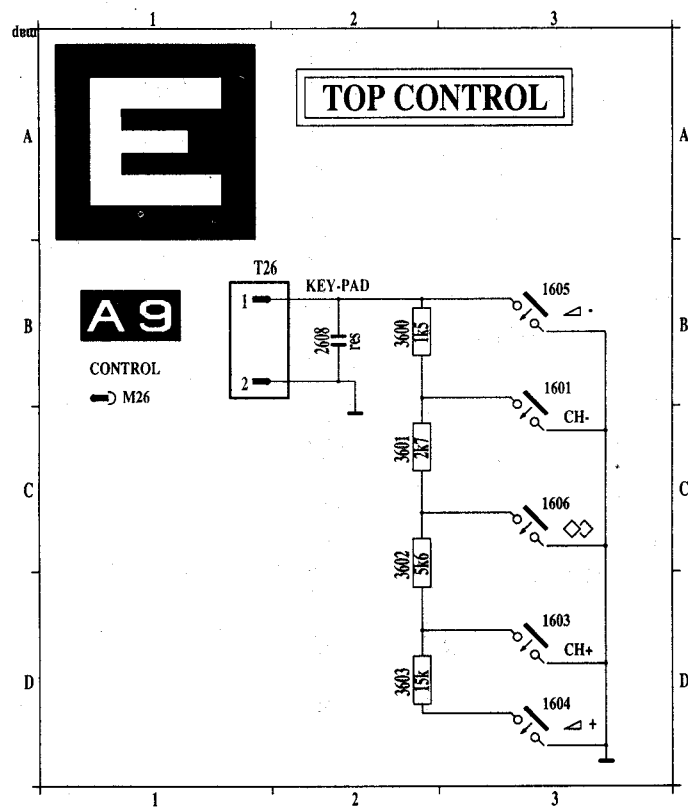 1 2 3
E
TOP CONTROL
A A
T26
KEY-PAD
1605
1
A 9
B B
2608
res
3600
1k5
-
CONTROL
1601
2
M26
CH-
3601
2k7
C C
1606
3602
5k6
1603
CH+
D D
3603
15k
1604
+
1 2 3